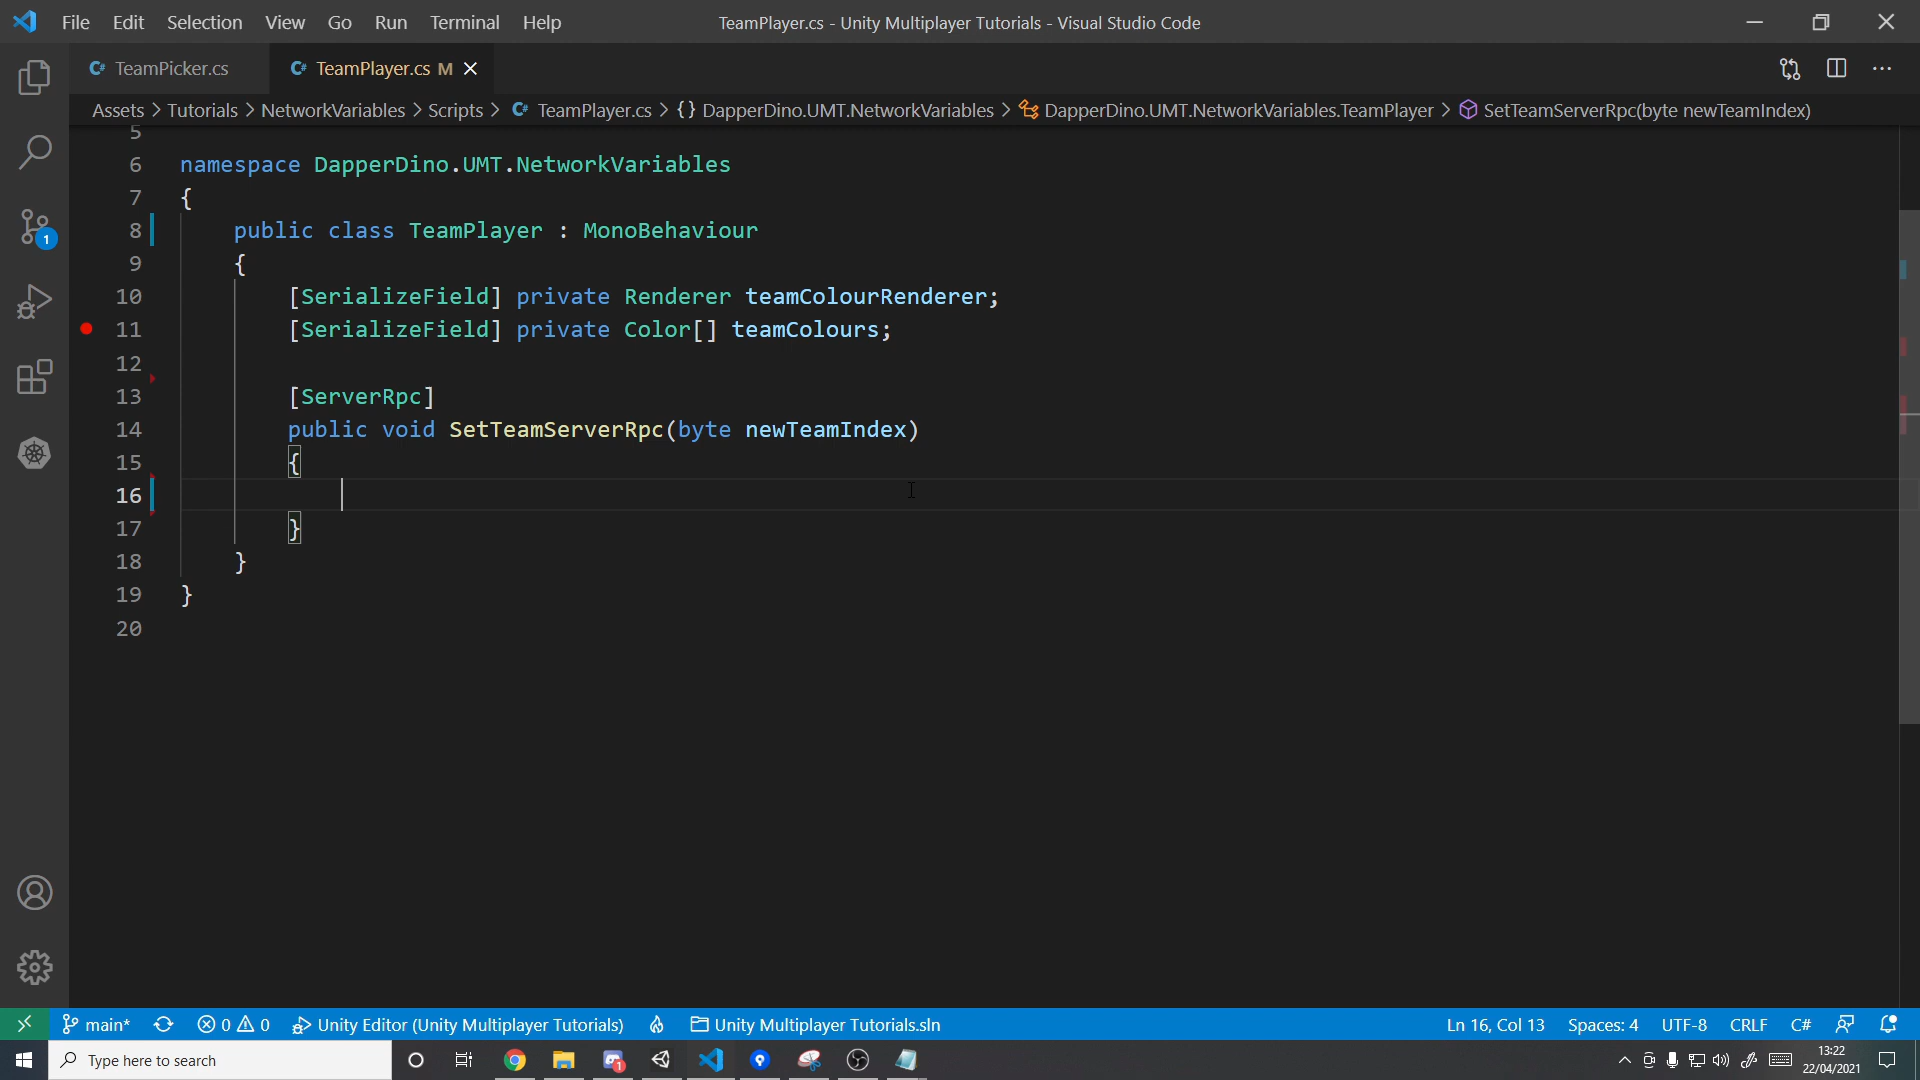 File Edit Selection View Go Run Terminal Help TeamPlayer.cs - Unity Multiplayer Tutorials - Visual Studio Code
C# TeamPicker.cs C# TeamPlayer.cs M
Assets > Tutorials > NetworkVariables > Scripts > C# TeamPlayer.cs > {} DapperDino.UMT.NetworkVariables > DapperDino.UMT.NetworkVariables.TeamPlayer > SetTeamServerRpc(byte newTeamIndex)
5
6 namespace DapperDino.UMT.NetworkVariables
7 {
8 public class TeamPlayer : MonoBehaviour
9 {
10 [SerializeField] private Renderer teamColourRenderer;
11 [SerializeField] private Color[] teamColours;
12
13 [ServerRpc]
14 public void SetTeamServerRpc(byte newTeamIndex)
15 {
16
17 }
18 }
19 }
20
1
main* 0 0 Unity Editor (Unity Multiplayer Tutorials) Unity Multiplayer Tutorials.sln Ln 16, Col 13 Spaces: 4 UTF-8 CRLF C#
Type here to search 1 13:22
22/04/2021